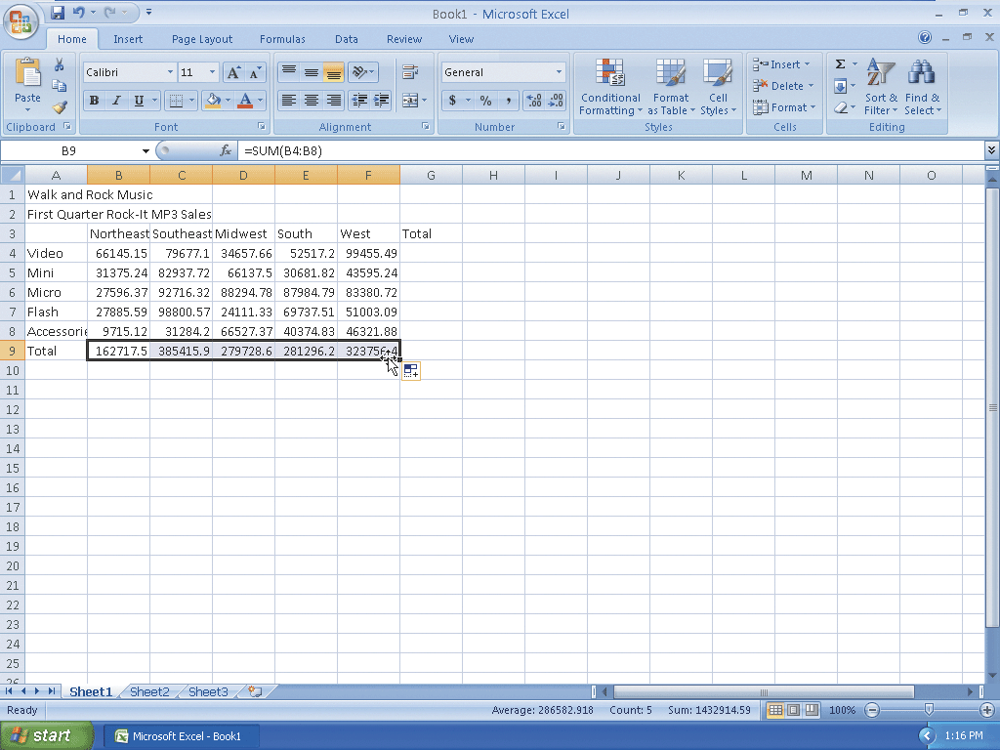 Book1 - Microsoft Excel
Home Insert Page Layout Formulas Data Review View
Paste
Calibri 11
B I U
General
$ % ,
Conditional Formatting
Format as Table
Cell Styles
Insert
Delete
Format
Σ
Sort & Filter
Find & Select
Clipboard Font Alignment Number Styles Cells Editing
B9 fx =SUM(B4:B8)
A B C D E F G H I J K L M N O
1 Walk and Rock Music
2 First Quarter Rock-It MP3 Sales
3 Northeast Southeast Midwest South West Total
4 Video 66145.15 79677.1 34657.66 52517.2 99455.49
5 Mini 31375.24 82937.72 66137.5 30681.82 43595.24
6 Micro 27596.37 92716.32 88294.78 87984.79 83380.72
7 Flash 27885.59 98800.57 24111.33 69737.51 51003.09
8 Accessorie 9715.12 31284.2 66527.37 40374.83 46321.88
9 Total 162717.5 385415.9 279728.6 281296.2 323756.4
10
11
12
13
14
15
16
17
18
19
20
21
22
23
24
25
26
Sheet1 Sheet2 Sheet3
Ready Average: 286582.918 Count: 5 Sum: 1432914.59 100%
start Microsoft Excel - Book1 1:16 PM